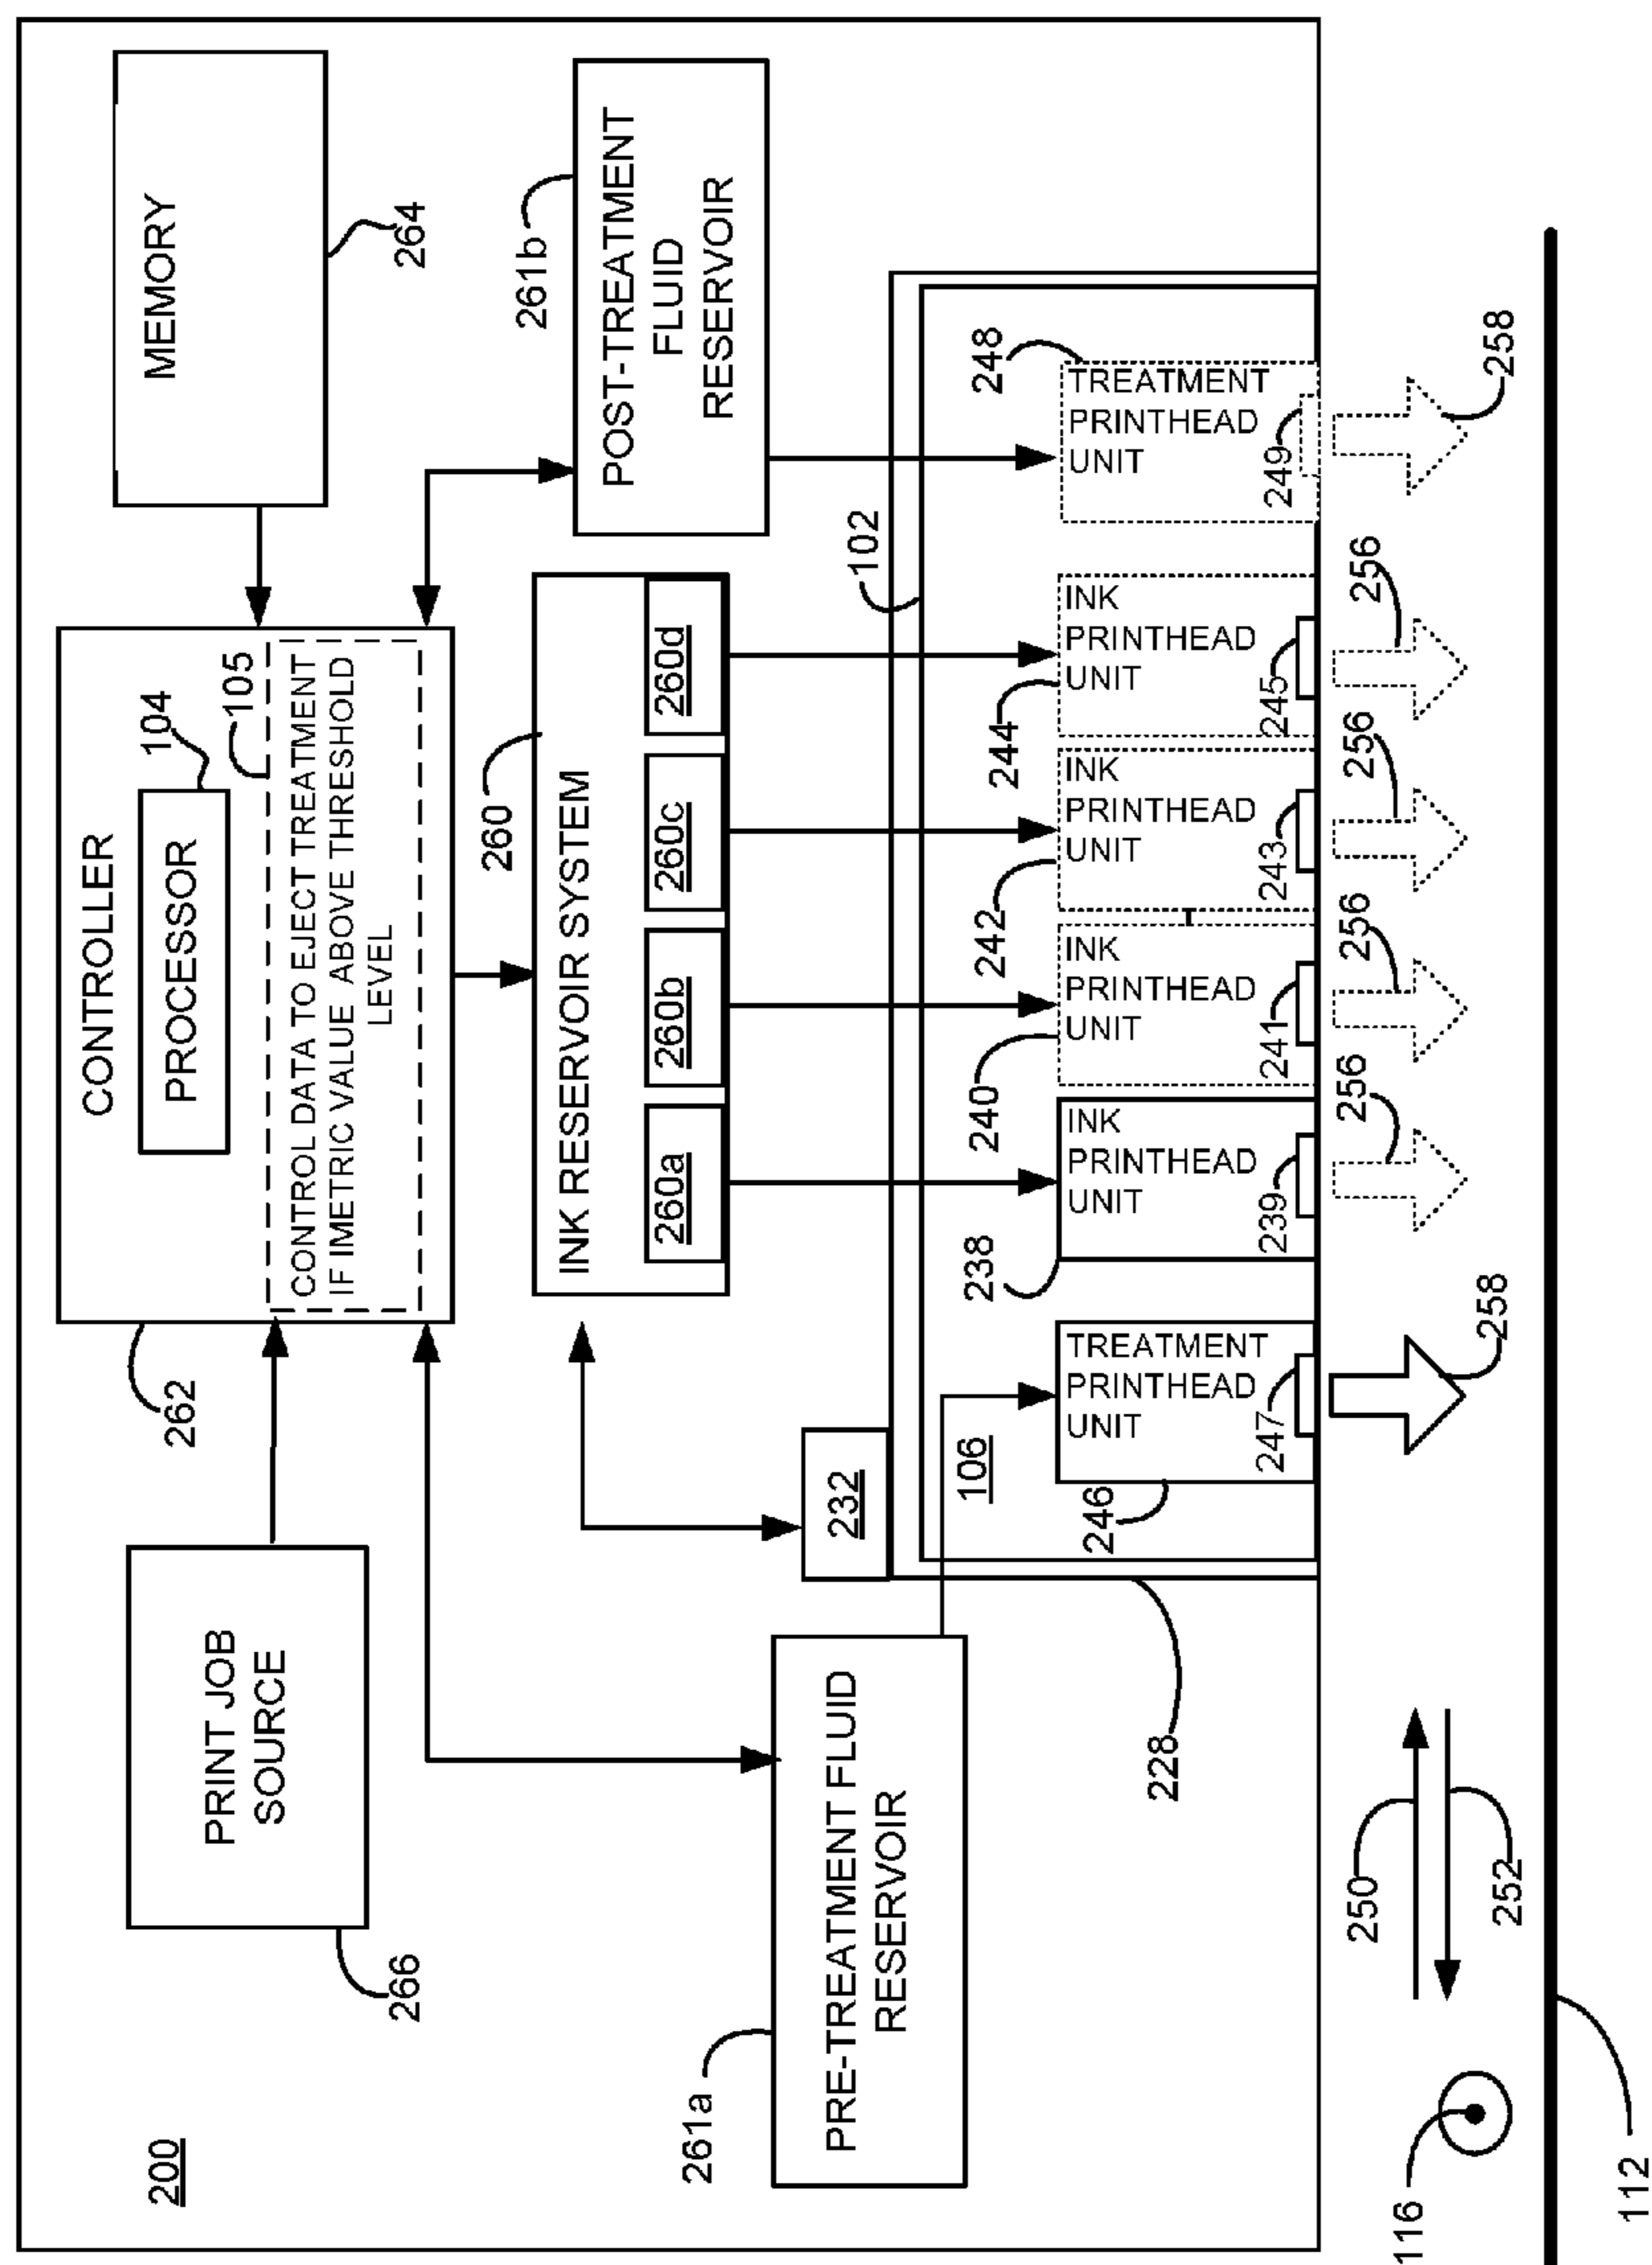 200
PRINT JOB
SOURCE
266
CONTROLLER
262
PROCESSOR
104
105
CONTROL DATA TO EJECT TREATMENT
IF IMETRIC VALUE ABOVE THRESHOLD
LEVEL
MEMORY
264
261a
PRE-TREATMENT FLUID
RESERVOIR
232
INK RESERVOIR SYSTEM
260
260a
260b
260c
260d
261b
POST-TREATMENT
FLUID
RESERVOIR
102
228
106
246
TREATMENT
PRINTHEAD
UNIT
247
238
INK
PRINTHEAD
UNIT
239
240
INK
PRINTHEAD
UNIT
241
242
INK
PRINTHEAD
UNIT
243
244
INK
PRINTHEAD
UNIT
245
248
TREATMENT
PRINTHEAD
UNIT
249
258
256
256
256
256
258
116
250
252
112